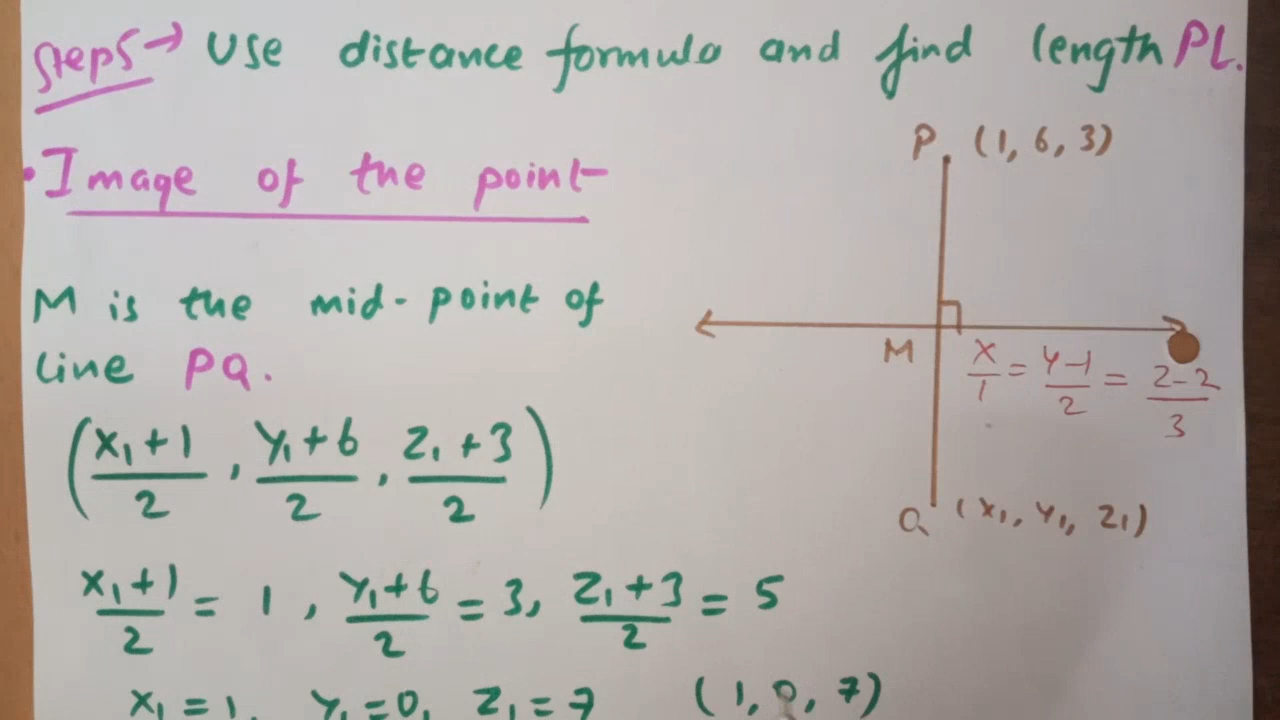 Steps → Use distance formula and find length PL.
• Image of the point
P. (1, 6, 3)
M is the mid-point of
line PQ.
M
x/1 = y-1/2 = z-2/3
(x₁+1/2, y₁+6/2, z₁+3/2)
Q (x₁, y₁, z₁)
x₁+1/2 = 1, y₁+6/2 = 3, z₁+3/2 = 5
x₁=1, y₁=0, z₁=7 (1, 0, 7)